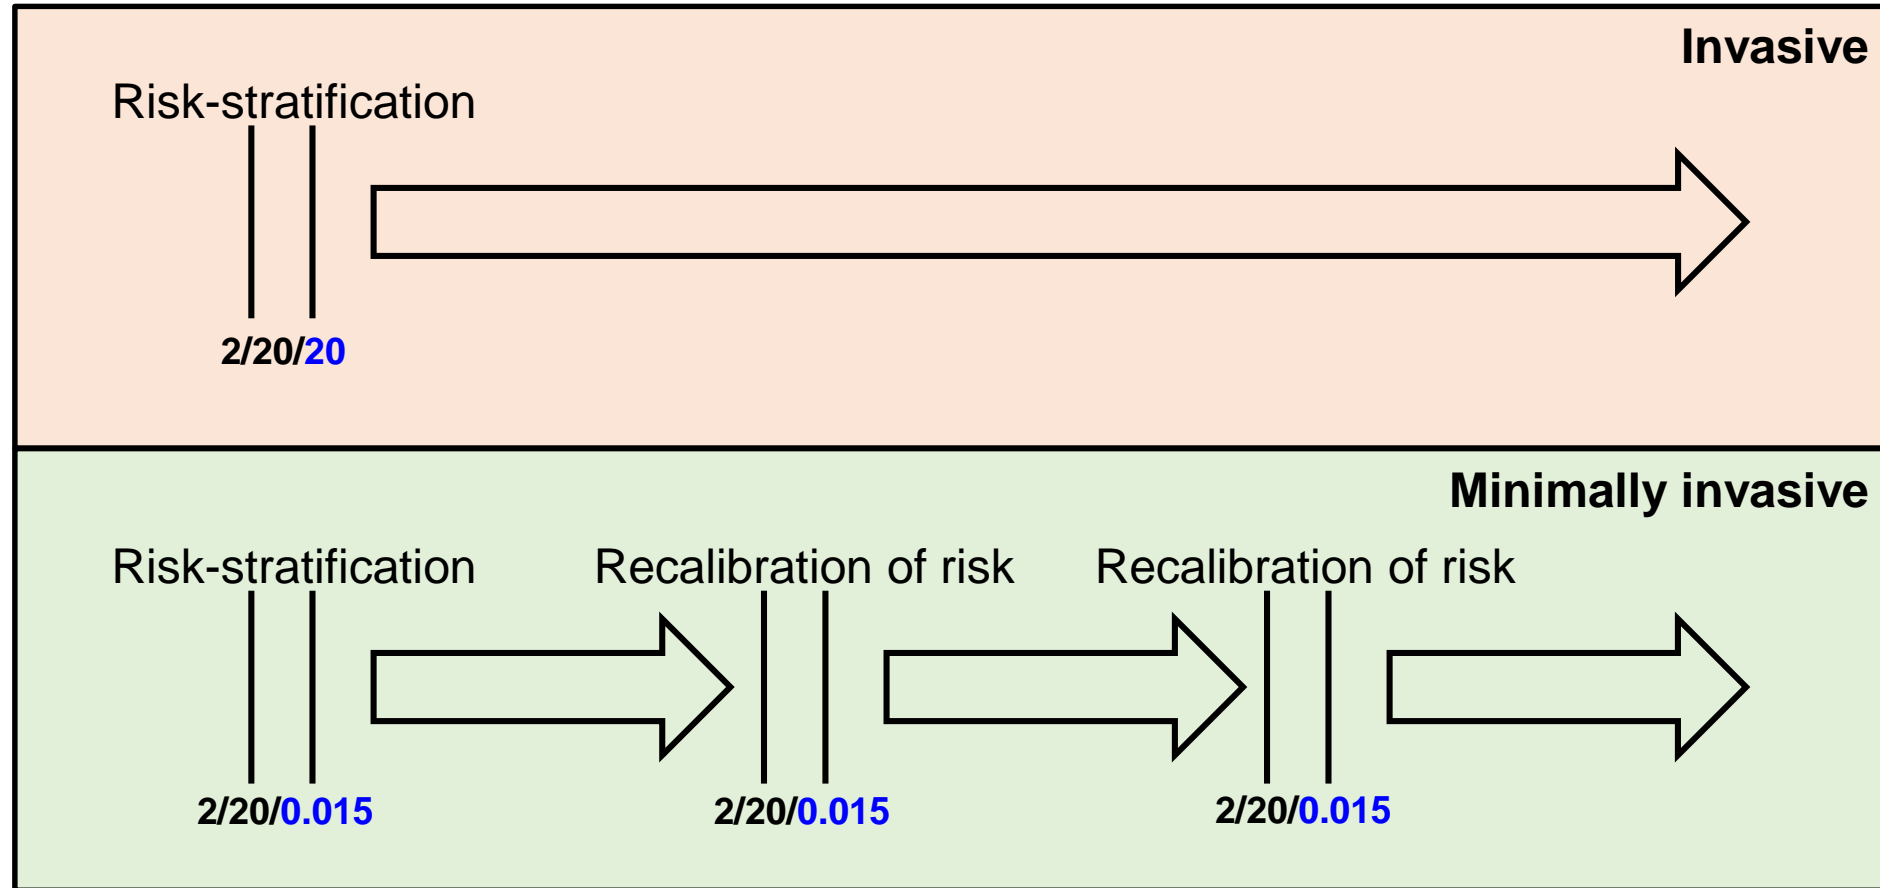 Invasive
Risk-stratification
2/20/20
Minimally invasive
Risk-stratification
Recalibration of risk
Recalibration of risk
2/20/0.015
2/20/0.015
2/20/0.015